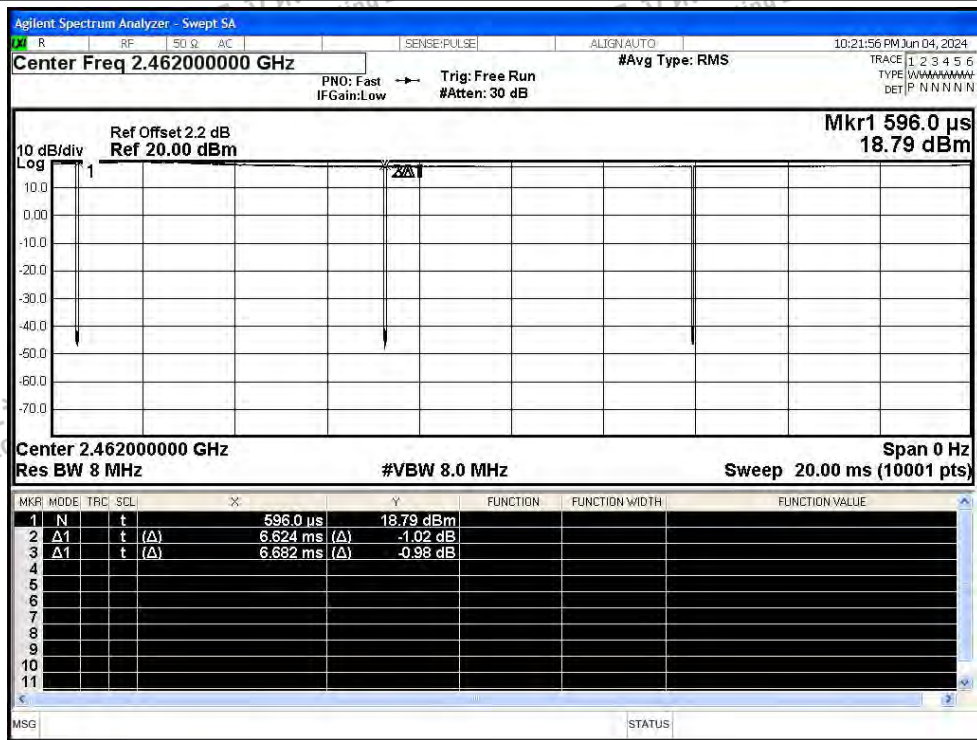 Agilent Spectrum Analyzer - Swept SA
R RF 50 Ω AC SENSE:PULSE ALIGN AUTO 10:21:56 PM Jun 04, 2024
Center Freq 2.462000000 GHz #Avg Type: RMS TRACE 1 2 3 4 5 6
PNO: Fast Trig: Free Run TYPE WWWWWW
IFGain:Low #Atten: 30 dB DET P N N N N N
Mkr1 596.0 µs
Ref Offset 2.2 dB
10 dB/div Ref 20.00 dBm 18.79 dBm
Log
1 3Δ1
10.0
0.00
-10.0
-20.0
-30.0
-40.0
-50.0
-60.0
-70.0
Center 2.462000000 GHz Span 0 Hz
Res BW 8 MHz #VBW 8.0 MHz Sweep 20.00 ms (10001 pts)
MKR MODE TRC SCL X Y FUNCTION FUNCTION WIDTH FUNCTION VALUE
1 N t 596.0 µs 18.79 dBm
2 Δ1 t (Δ) 6.624 ms (Δ) -1.02 dB
3 Δ1 t (Δ) 6.682 ms (Δ) -0.98 dB
4
5
6
7
8
9
10
11
MSG STATUS